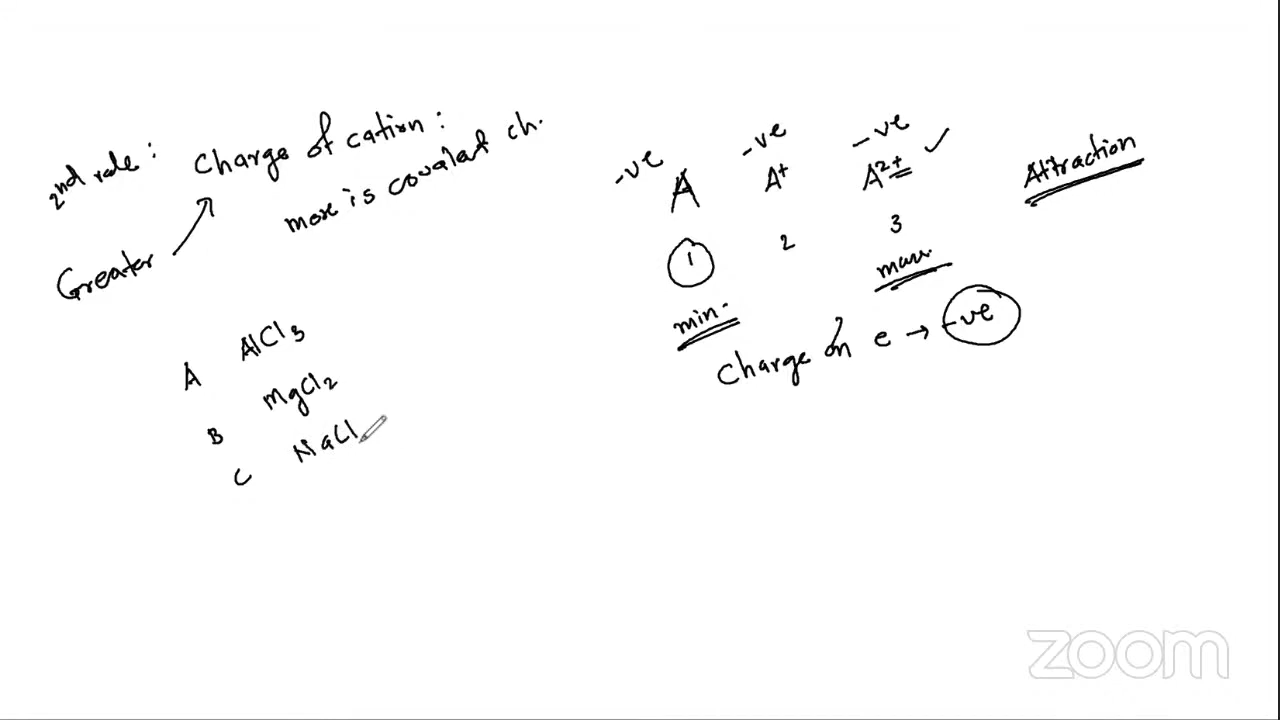 2nd rule : Charge of cation :
Greater
more is covalent ch.
A AlCl3
B MgCl2
C NaCl
-ve -ve -ve
A A+ A2+ ✓
Attraction
1 2 3
min. max.
Charge on e → -ve
zoom